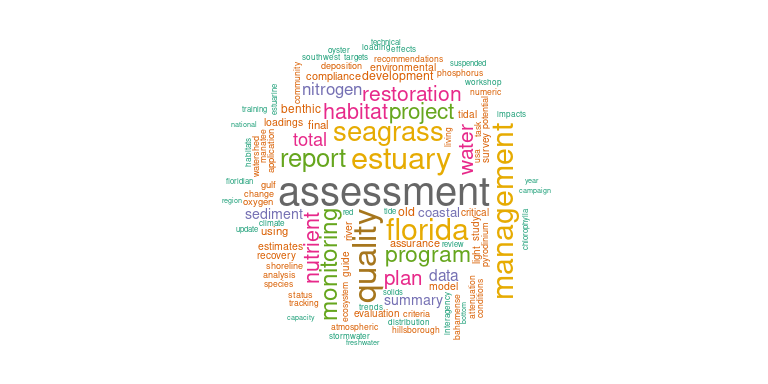 technical
oyster
loading
effects
southwest targets
recommendations
deposition
environmental
suspended
community
compliance
development
phosphorus
nitrogen
restoration
workshop
numeric
estuarine
training
benthic
habitat
project
tidal
potential
impacts
national
loadings
final
seagrass
living
water
task
survey
usa
management
habitats
watershed
manatee
application
total
report
estuary
floridian
gulf
change
assessment
year
campaign
region
oxygen
sediment
climate
red
tide
old
coastal
critical
chlorophylla
update
using
nutrient
monitoring
river
quality
florida
study
pyrodinium
estimates
assurance
review
light
recovery
guide
program
shoreline
analysis
species
plan
data
model
attenuation
conditions
status
tracking
ecosystem
solids
summary
interagency
bahamense
bottom
trends
capacity
evaluation
criteria
atmospheric
distribution
hillsborough
stormwater
freshwater